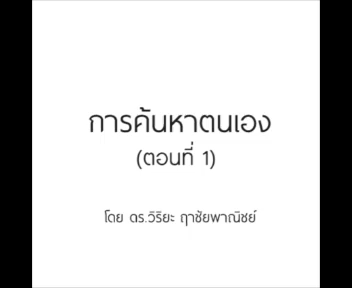 การค้นหาตนเอง
(ตอนที่ 1)
โดย ดร.วิริยะ ฤาชัยพาณิชย์